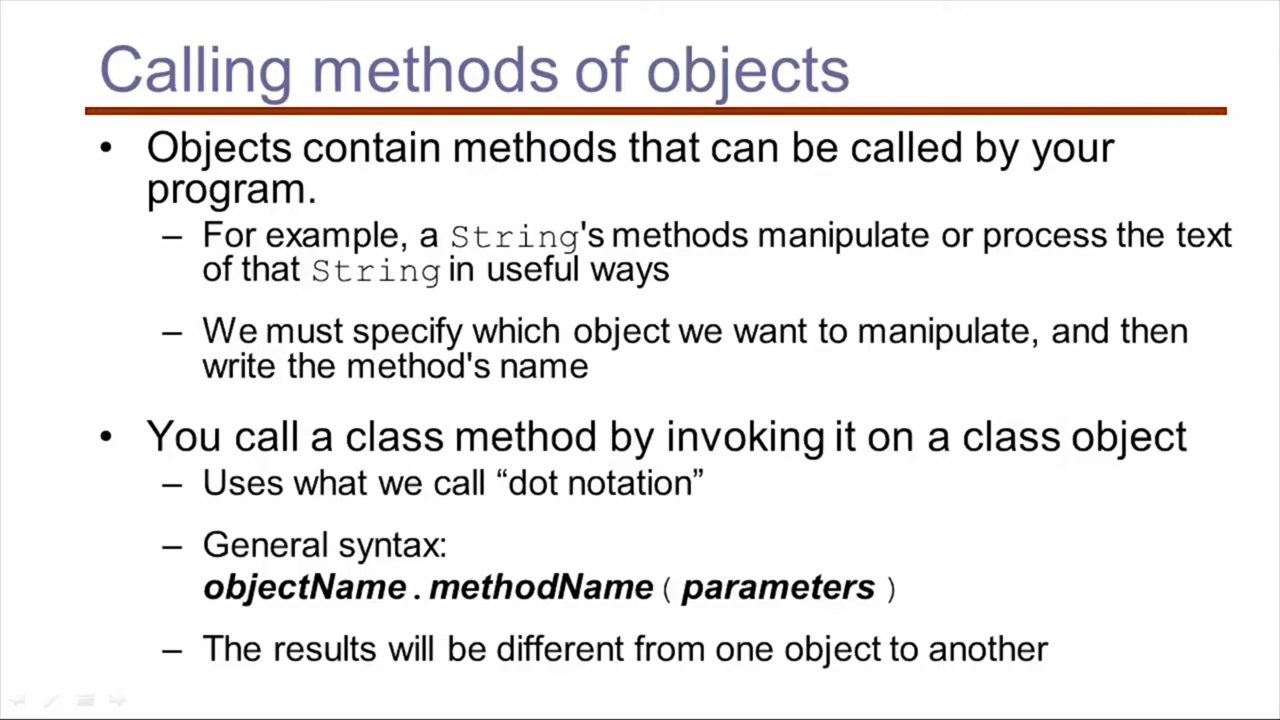 Calling methods of objects
• Objects contain methods that can be called by your
program.
– For example, a String's methods manipulate or process the text
of that String in useful ways
– We must specify which object we want to manipulate, and then
write the method's name
• You call a class method by invoking it on a class object
– Uses what we call “dot notation”
– General syntax:
objectName.methodName(parameters)
– The results will be different from one object to another